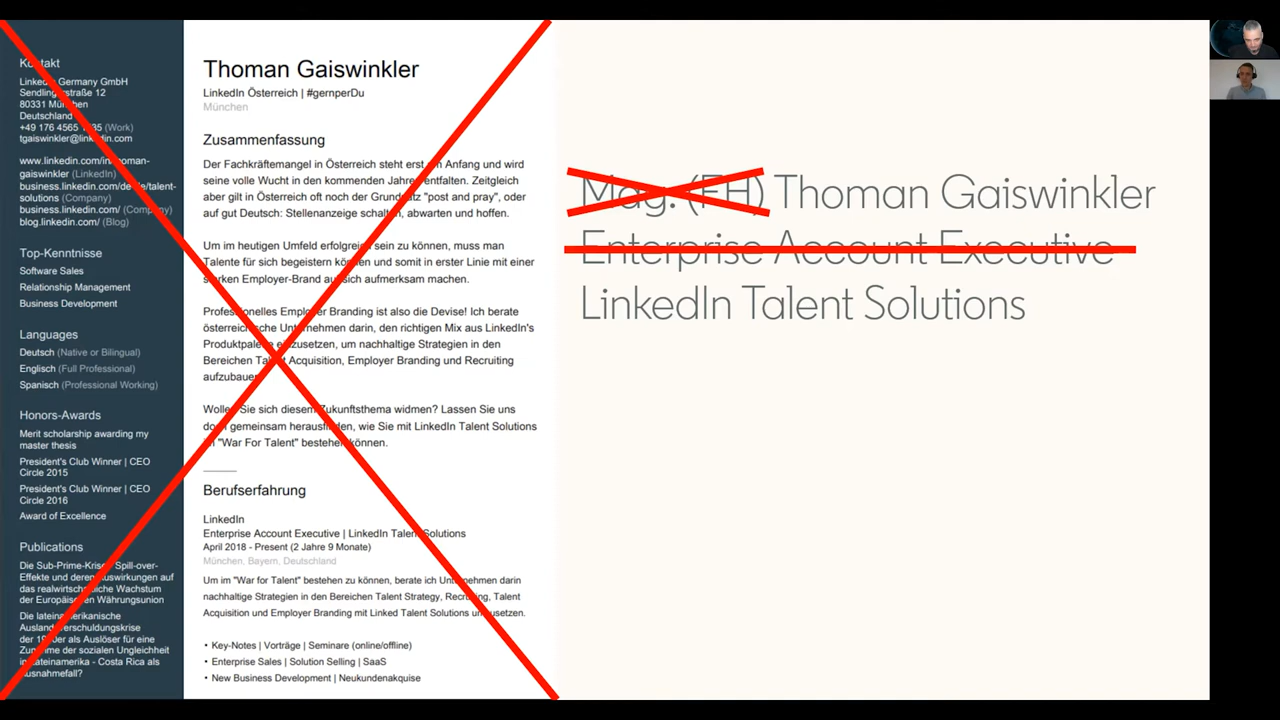 Kontakt
LinkedIn Germany GmbH
Sendlingerstraße 12
80331 München
Deutschland
+49 176 4565 (Work)
tgaiswinkler@linkedin.com
www.linkedin.com/in/thoman-
gaiswinkler (LinkedIn)
business.linkedin.com/de-de/talent-
solutions (Company)
business.linkedin.com/ (Company)
blog.linkedin.com/ (Blog)
Top-Kenntnisse
Software Sales
Relationship Management
Business Development
Languages
Deutsch (Native or Bilingual)
Englisch (Full Professional)
Spanisch (Professional Working)
Honors-Awards
Merit scholarship awarding my
master thesis
President's Club Winner | CEO
Circle 2015
President's Club Winner | CEO
Circle 2016
Award of Excellence
Publications
Die Sub-Prime-Krise: Spill-over-
Effekte und deren Auswirkungen auf
das realwirtschaftliche Wachstum
der Europäischen Währungsunion
Die lateinamerikanische
Auslandsverschuldungskrise
der 1980er als Auslöser für eine
Zunahme der sozialen Ungleichheit
in Lateinamerika - Costa Rica als
Ausnahmefall?
Thoman Gaiswinkler
LinkedIn Österreich | #gernperDu
München
Zusammenfassung
Der Fachkräftemangel in Österreich steht erst am Anfang und wird
seine volle Wucht in den kommenden Jahren entfalten. Zeitgleich
aber gilt in Österreich oft noch der Grundsatz "post and pray", oder
auf gut Deutsch: Stellenanzeige schalten, abwarten und hoffen.
Um im heutigen Umfeld erfolgreich sein zu können, muss man
Talente für sich begeistern können und somit in erster Linie mit einer
starken Employer-Brand auf sich aufmerksam machen.
Professionelles Employer Branding ist also die Devise! Ich berate
österreichische Unternehmen darin, den richtigen Mix aus LinkedIn's
Produktpalette einzusetzen, um nachhaltige Strategien in den
Bereichen Talent Acquisition, Employer Branding und Recruiting
aufzubauen.
Wollen Sie sich diesem Zukunftsthema widmen? Lassen Sie uns
doch gemeinsam herausfinden, wie Sie mit LinkedIn Talent Solutions
im "War For Talent" bestehen können.
Berufserfahrung
LinkedIn
Enterprise Account Executive | LinkedIn Talent Solutions
April 2018 - Present (2 Jahre 9 Monate)
München, Bayern, Deutschland
Um im "War for Talent" bestehen zu können, berate ich Unternehmen darin
nachhaltige Strategien in den Bereichen Talent Strategy, Recruiting, Talent
Acquisition und Employer Branding mit Linked Talent Solutions umzusetzen.
• Key-Notes | Vorträge | Seminare (online/offline)
• Enterprise Sales | Solution Selling | SaaS
• New Business Development | Neukundenakquise
Mag. (FH) Thoman Gaiswinkler
Enterprise Account Executive
LinkedIn Talent Solutions